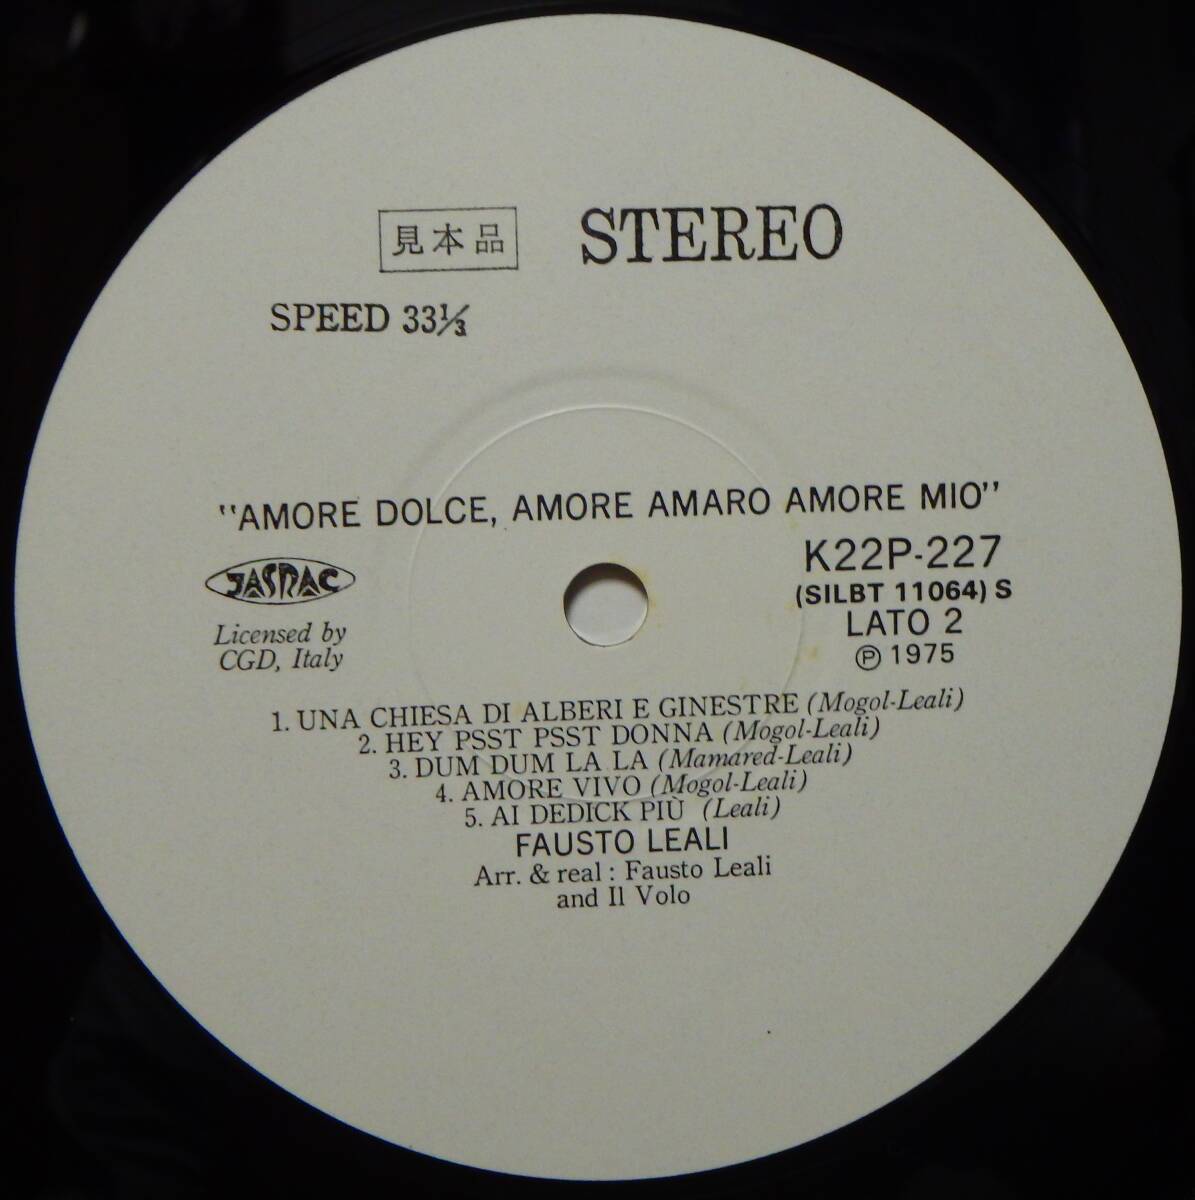 見本品 STEREO
SPEED 33⅓
"AMORE DOLCE, AMORE AMARO AMORE MIO"
JASRAC
Licensed by
CGD, Italy
K22P-227
(SILBT 11064) S
LATO 2
Ⓟ 1975
1. UNA CHIESA DI ALBERI E GINESTRE (Mogol-Leali)
2. HEY PSST PSST DONNA (Mogol-Leali)
3. DUM DUM LA LA (Mamared-Leali)
4. AMORE VIVO (Mogol-Leali)
5. AI DEDICK PIÙ (Leali)
FAUSTO LEALI
Arr. & real : Fausto Leali
and Il Volo